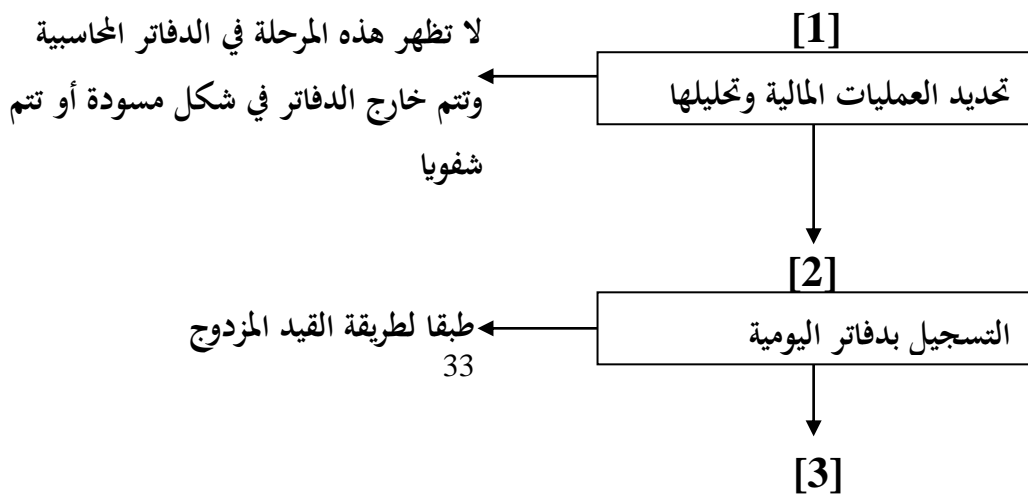 [1]
تحديد العمليات المالية وتحليلها
لا تظهر هذه المرحلة في الدفاتر المحاسبية
وتتم خارج الدفاتر في شكل مسودة أو تتم
شفويا
[2]
التسجيل بدفاتر اليومية
طبقا لطريقة القيد المزدوج
33
[3]